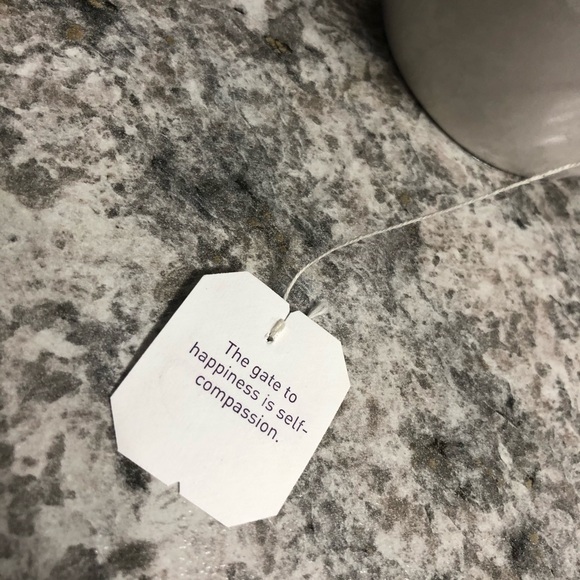 The gate to
happiness is self-
compassion.